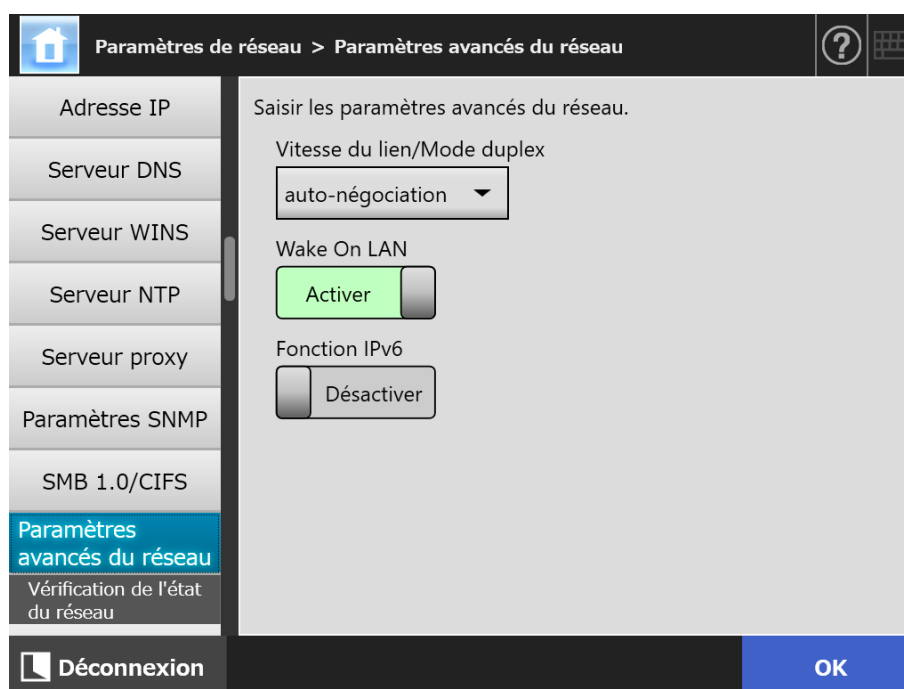 Paramètres de réseau > Paramètres avancés du réseau
?
Adresse IP
Serveur DNS
Serveur WINS
Serveur NTP
Serveur proxy
Paramètres SNMP
SMB 1.0/CIFS
Paramètres
avancés du réseau
Vérification de l'état
du réseau
Saisir les paramètres avancés du réseau.
Vitesse du lien/Mode duplex
auto-négociation
Wake On LAN
Activer
Fonction IPv6
Désactiver
Déconnexion
OK